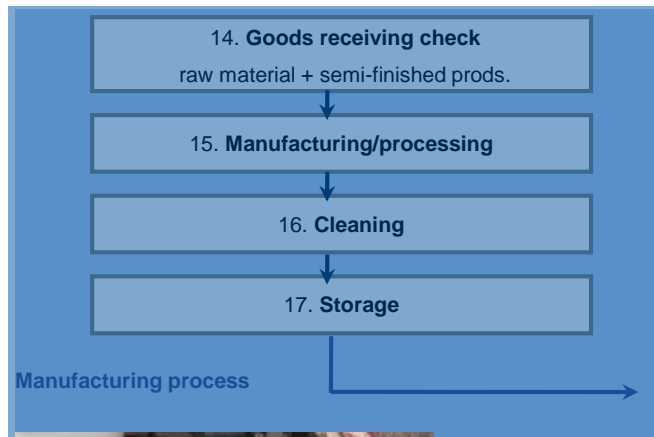 14. Goods receiving check
raw material + semi-finished prods.
15. Manufacturing/processing
16. Cleaning
17. Storage
Manufacturing process